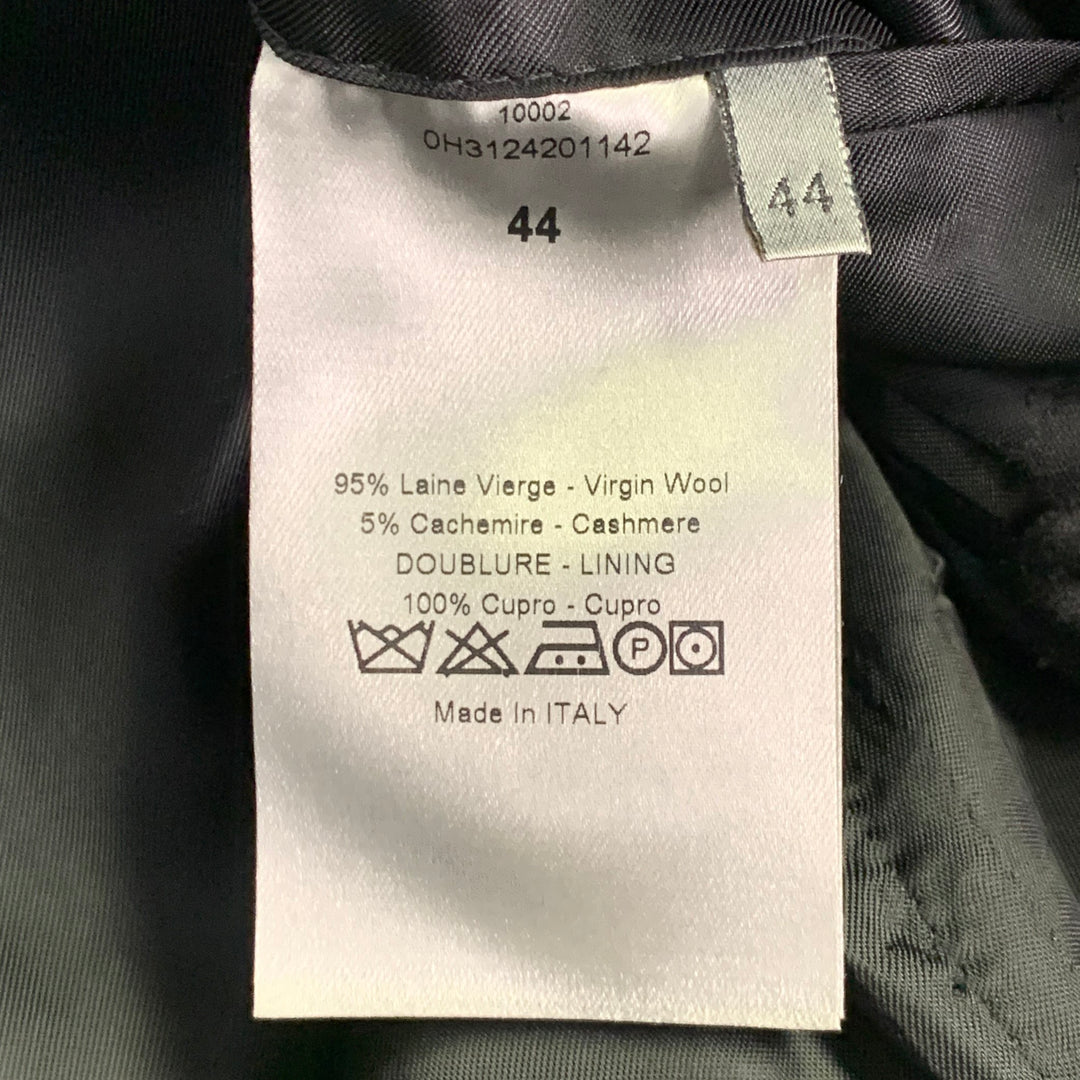 10002
0H3124201142
44
44
95% Laine Vierge - Virgin Wool
5% Cachemire - Cashmere
DOUBLURE - LINING
100% Cupro - Cupro
P
Made In ITALY